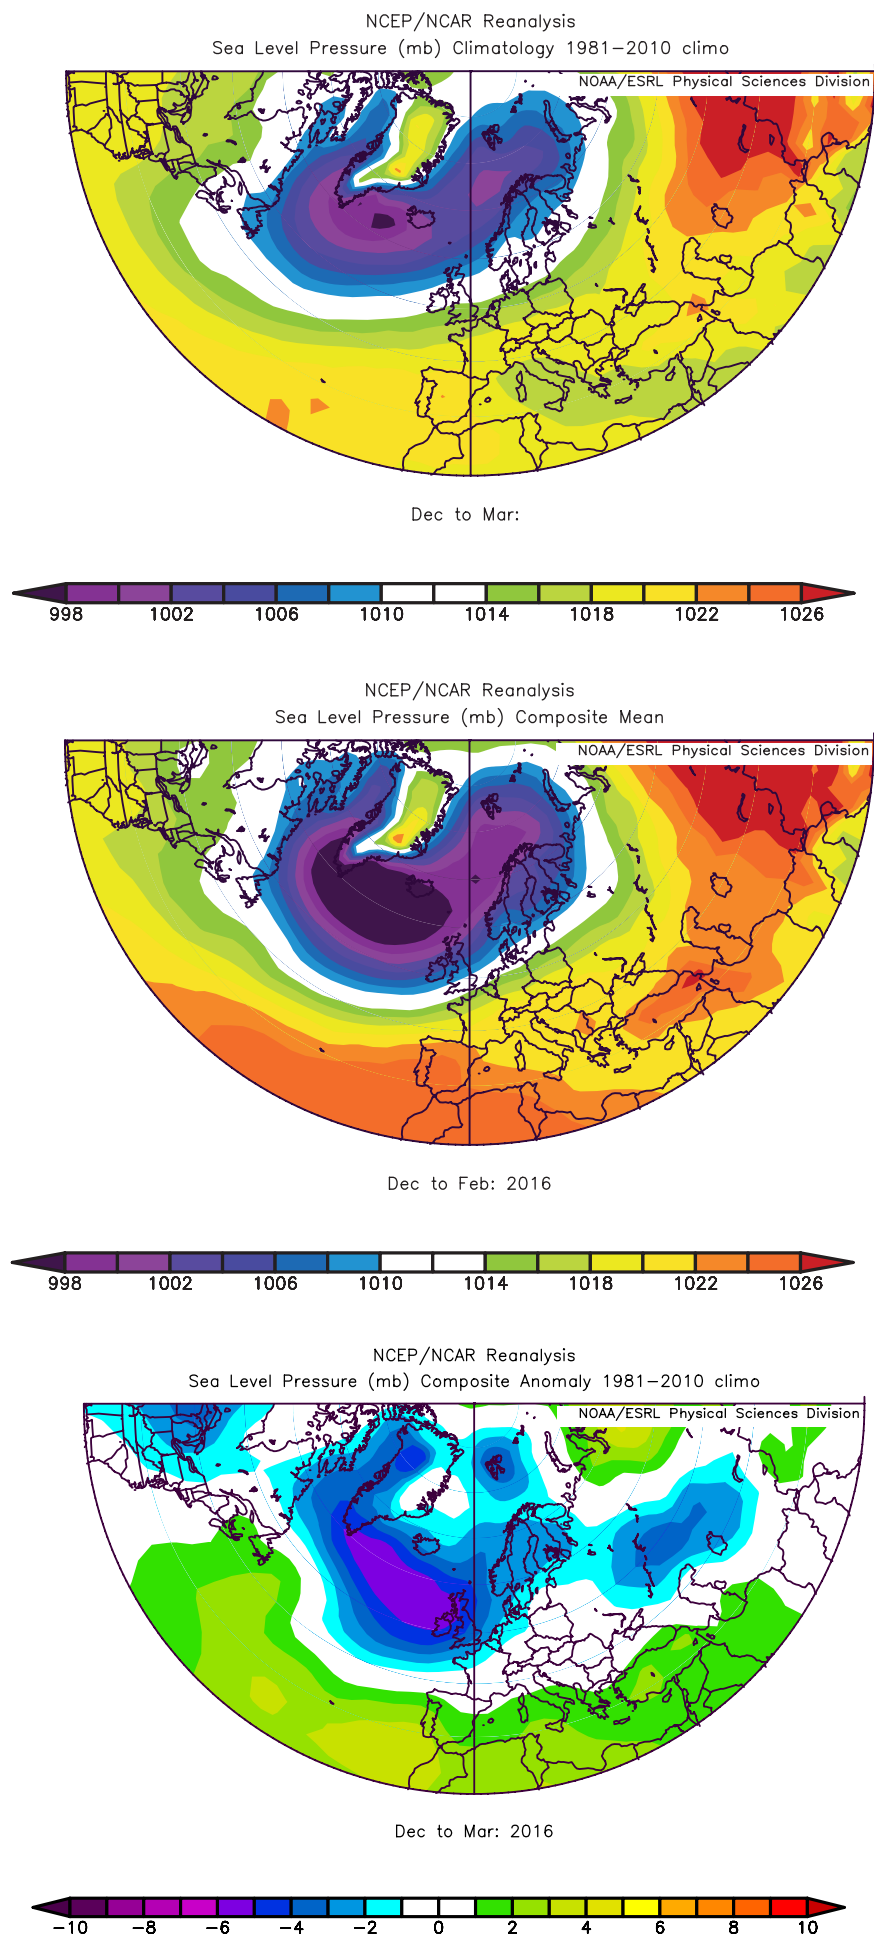 NCEP/NCAR Reanalysis
Sea Level Pressure (mb) Climatology 1981-2010 climo
NOAA/ESRL Physical Sciences Division
Dec to Mar:
998 1002 1006 1010 1014 1018 1022 1026
NCEP/NCAR Reanalysis
Sea Level Pressure (mb) Composite Mean
NOAA/ESRL Physical Sciences Division
Dec to Feb: 2016
998 1002 1006 1010 1014 1018 1022 1026
NCEP/NCAR Reanalysis
Sea Level Pressure (mb) Composite Anomaly 1981-2010 climo
NOAA/ESRL Physical Sciences Division
Dec to Mar: 2016
-10 -8 -6 -4 -2 0 2 4 6 8 10